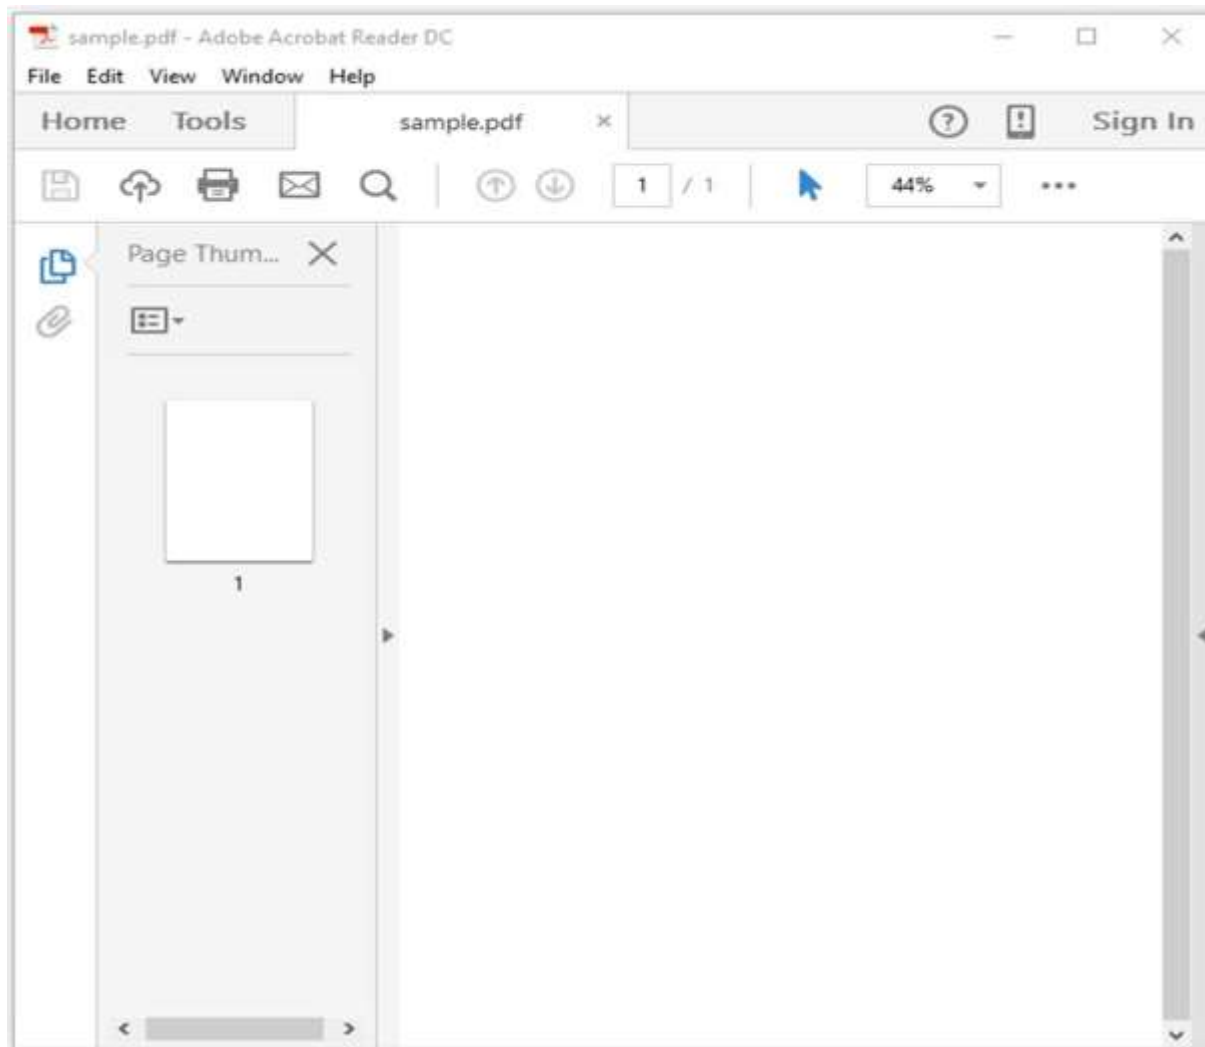 sample.pdf - Adobe Acrobat Reader DC
File Edit View Window Help
Home Tools sample.pdf × Sign In
1 / 1 44%
Page Thum...
1